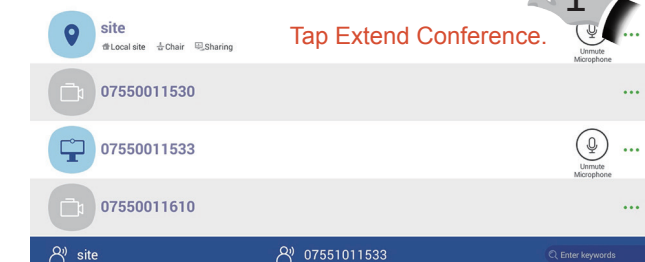 1
site
Local site Chair Sharing
Tap Extend Conference.
Unmute
Microphone
07550011530
07550011533
Unmute
Microphone
07550011610
site
07551011533
Enter keywords